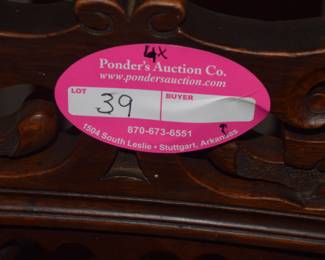 4x
Ponder's Auction Co.
www.pondersauction.com
LOT
BUYER
39
870-673-6551
1504 South Leslie • Stuttgart, Arkansas